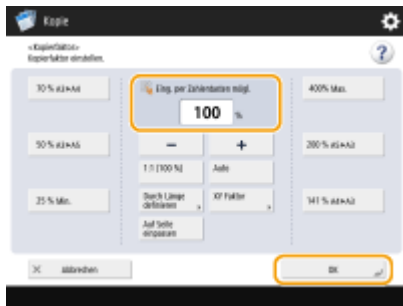 Kopie
<Kopierfaktor>
Kopierfaktor einstellen.
?
70 % A3➔A4
Eing. per Zahlentasten mögl.
400% Max.
100 %
50 % A3➔A5
−
+
200 % A5➔A3
1:1 (100 %)
Auto
25 % Min.
Durch Länge
definieren
XY Faktor
141 % A4➔A3
Auf Seite
einpassen
Abbrechen
OK